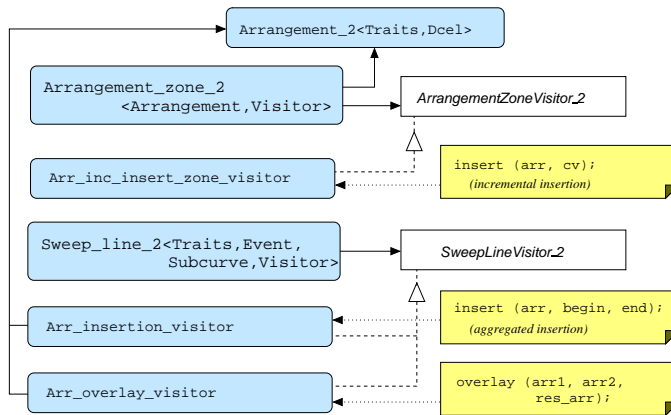 Arrangement_2<Traits,Dcel>
Arrangement_zone_2
<Arrangement,Visitor>
ArrangementZoneVisitor_2
Arr_inc_insert_zone_visitor
insert (arr, cv);
(incremental insertion)
Sweep_line_2<Traits,Event,
Subcurve,Visitor>
SweepLineVisitor_2
Arr_insertion_visitor
insert (arr, begin, end);
(aggregated insertion)
Arr_overlay_visitor
overlay (arr1, arr2,
res_arr);